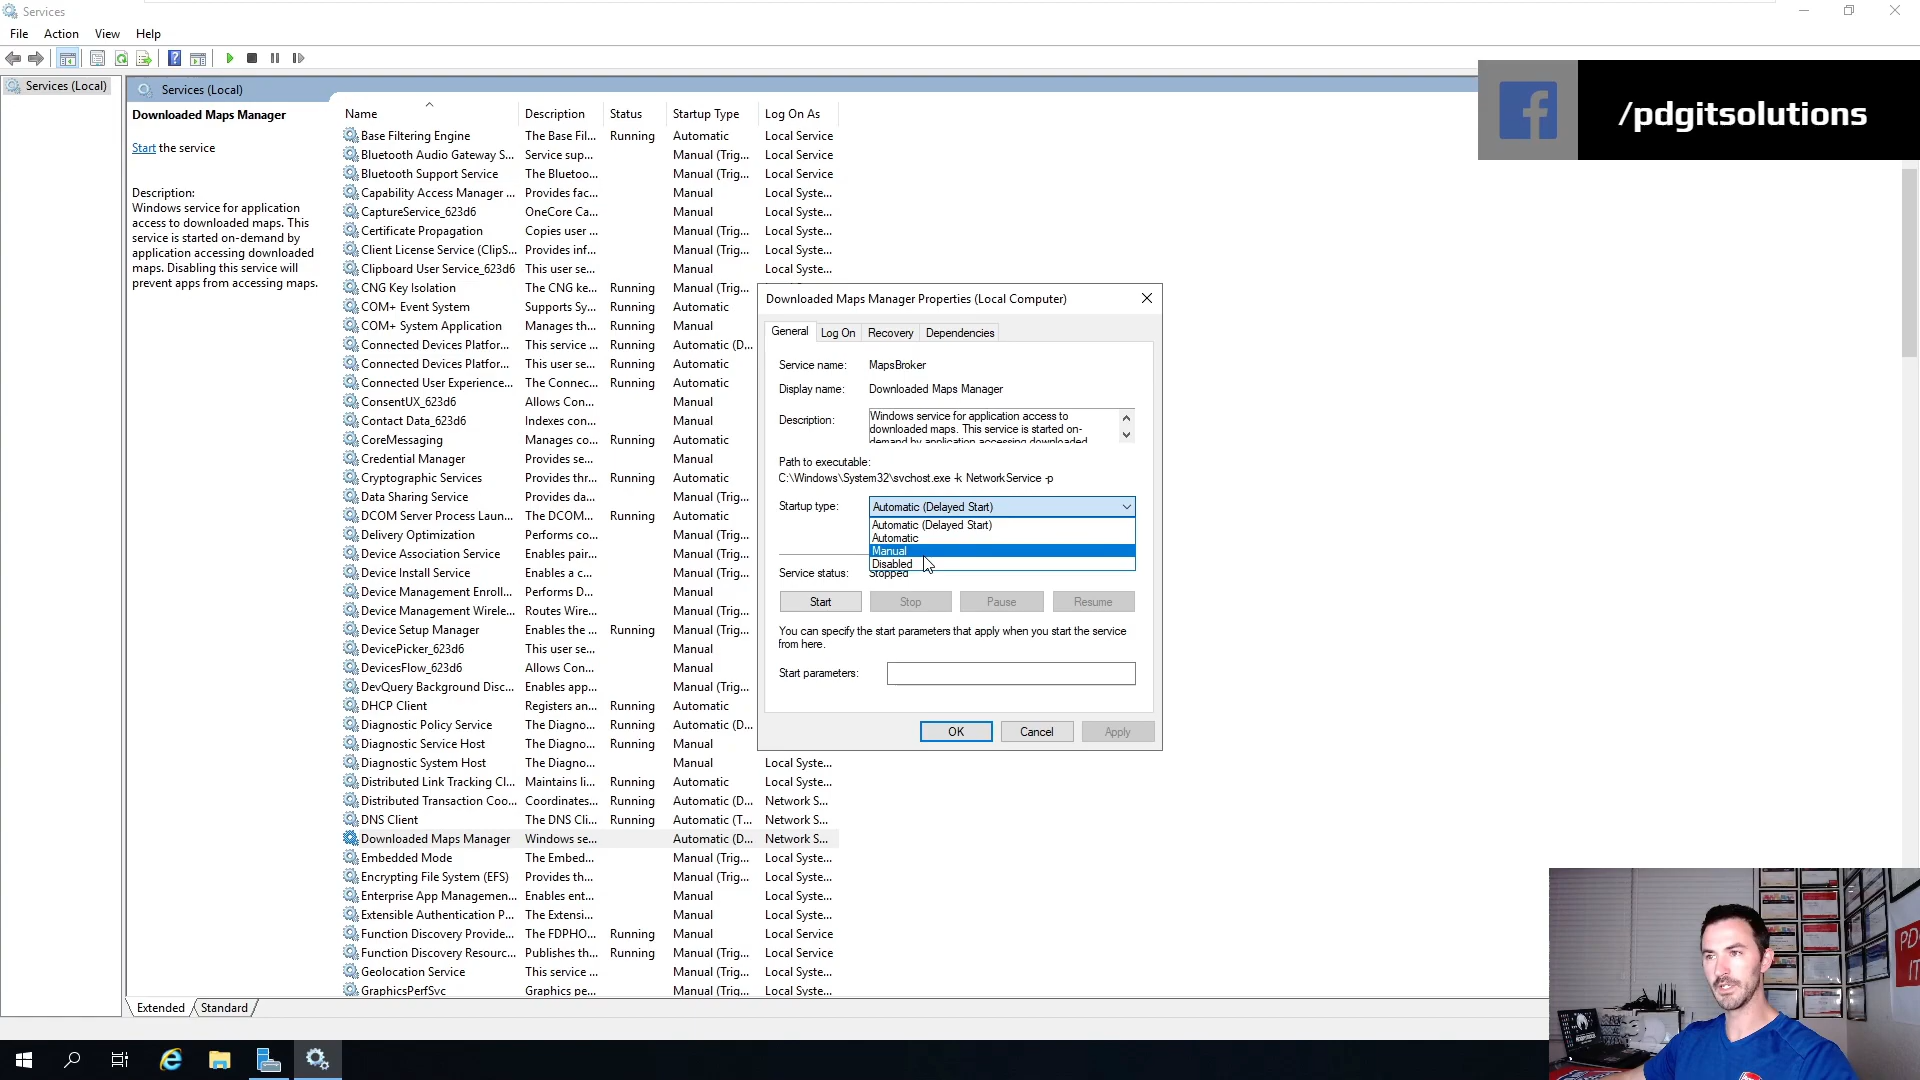 Services
File Action View Help
Services (Local)
Services (Local)
Downloaded Maps Manager
Start the service
Description:
Windows service for application
access to downloaded maps. This
service is started on-demand by
application accessing downloaded
maps. Disabling this service will
prevent apps from accessing maps.
Name Description Status Startup Type Log On As
Base Filtering Engine The Base Fil... Running Automatic Local Service
Bluetooth Audio Gateway S... Service sup... Manual (Trig... Local Service
Bluetooth Support Service The Bluetoo... Manual (Trig... Local Service
Capability Access Manager ... Provides fac... Manual Local Syste...
CaptureService_623d6 OneCore Ca... Manual Local Syste...
Certificate Propagation Copies user ... Manual (Trig... Local Syste...
Client License Service (ClipS... Provides inf... Manual (Trig... Local Syste...
Clipboard User Service_623d6 This user se... Manual Local Syste...
CNG Key Isolation The CNG ke... Running Manual (Trig...
COM+ Event System Supports Sy... Running Automatic
COM+ System Application Manages th... Running Manual
Connected Devices Platfor... This service ... Running Automatic (D...
Connected Devices Platfor... This user se... Running Automatic
Connected User Experience... The Connec... Running Automatic
ConsentUX_623d6 Allows Con... Manual
Contact Data_623d6 Indexes con... Manual
CoreMessaging Manages co... Running Automatic
Credential Manager Provides se... Manual
Cryptographic Services Provides thr... Running Automatic
Data Sharing Service Provides da... Manual (Trig...
DCOM Server Process Laun... The DCOM... Running Automatic
Delivery Optimization Performs co... Manual (Trig...
Device Association Service Enables pair... Manual (Trig...
Device Install Service Enables a c... Manual (Trig...
Device Management Enroll... Performs D... Manual
Device Management Wirele... Routes Wire... Manual (Trig...
Device Setup Manager Enables the ... Running Manual (Trig...
DevicePicker_623d6 This user se... Manual
DevicesFlow_623d6 Allows Con... Manual
DevQuery Background Disc... Enables app... Manual (Trig...
DHCP Client Registers an... Running Automatic
Diagnostic Policy Service The Diagno... Running Automatic (D...
Diagnostic Service Host The Diagno... Running Manual
Diagnostic System Host The Diagno... Manual Local Syste...
Distributed Link Tracking Cl... Maintains li... Running Automatic Local Syste...
Distributed Transaction Coo... Coordinates... Running Automatic (D... Network S...
DNS Client The DNS Cli... Running Automatic (T... Network S...
Downloaded Maps Manager Windows se... Automatic (D... Network S...
Embedded Mode The Embed... Manual (Trig... Local Syste...
Encrypting File System (EFS) Provides th... Manual (Trig... Local Syste...
Enterprise App Managemen... Enables ent... Manual Local Syste...
Extensible Authentication P... The Extensi... Manual Local Syste...
Function Discovery Provide... The FDPHO... Running Manual Local Service
Function Discovery Resourc... Publishes th... Running Manual (Trig... Local Service
Geolocation Service This service ... Manual (Trig... Local Syste...
GraphicsPerfSvc Graphics pe... Manual (Trig... Local Syste...
Extended Standard
Downloaded Maps Manager Properties (Local Computer)
General Log On Recovery Dependencies
Service name: MapsBroker
Display name: Downloaded Maps Manager
Description: Windows service for application access to
downloaded maps. This service is started on-
demand by application accessing downloaded
Path to executable:
C:\Windows\System32\svchost.exe -k NetworkService -p
Startup type: Automatic (Delayed Start)
Automatic (Delayed Start)
Automatic
Manual
Disabled
Service status: Stopped
Start Stop Pause Resume
You can specify the start parameters that apply when you start the service
from here.
Start parameters:
OK Cancel Apply
/pdgitsolutions